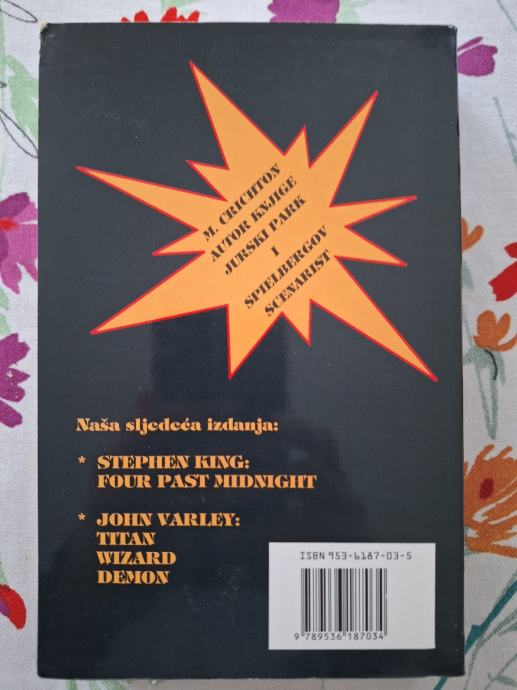 M. CRICHTON
AUTOR KNJIGE
JURSKI PARK
I
SPIELBERGOV
SCENARIST
Naša sljedeća izdanja:
* STEPHEN KING:
FOUR PAST MIDNIGHT
* JOHN VARLEY:
TITAN
WIZARD
DEMON
ISBN 953-6187-03-5
9 789536 187034